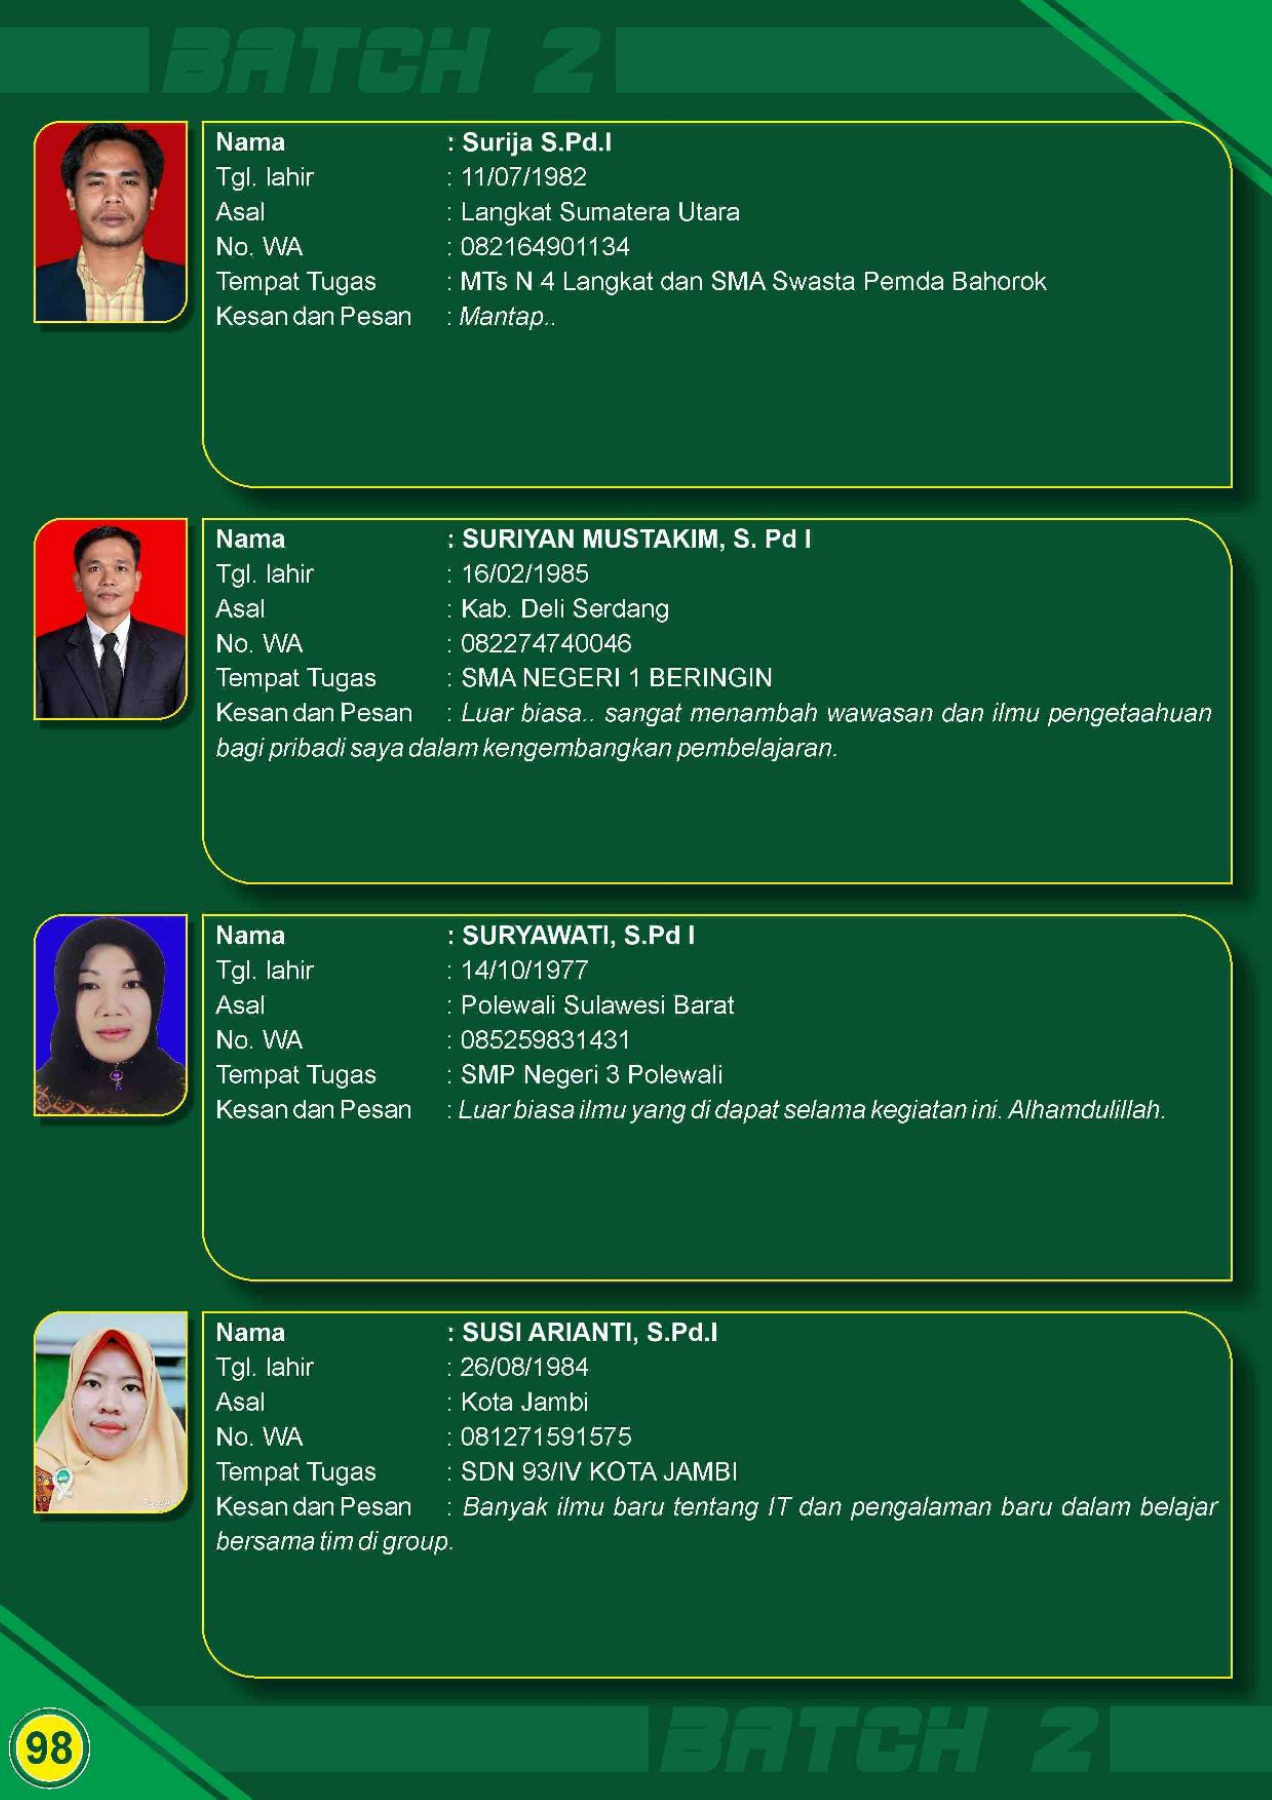 BATCH 2
Nama : Surija S.Pd.I
Tgl. lahir : 11/07/1982
Asal : Langkat Sumatera Utara
No. WA : 082164901134
Tempat Tugas : MTs N 4 Langkat dan SMA Swasta Pemda Bahorok
Kesan dan Pesan : Mantap..
Nama : SURIYAN MUSTAKIM, S. Pd I
Tgl. lahir : 16/02/1985
Asal : Kab. Deli Serdang
No. WA : 082274740046
Tempat Tugas : SMA NEGERI 1 BERINGIN
Kesan dan Pesan : Luar biasa.. sangat menambah wawasan dan ilmu pengetaahuan
bagi pribadi saya dalam kengembangkan pembelajaran.
Nama : SURYAWATI, S.Pd I
Tgl. lahir : 14/10/1977
Asal : Polewali Sulawesi Barat
No. WA : 085259831431
Tempat Tugas : SMP Negeri 3 Polewali
Kesan dan Pesan : Luar biasa ilmu yang di dapat selama kegiatan ini. Alhamdulillah.
Nama : SUSI ARIANTI, S.Pd.I
Tgl. lahir : 26/08/1984
Asal : Kota Jambi
No. WA : 081271591575
Tempat Tugas : SDN 93/IV KOTA JAMBI
Kesan dan Pesan : Banyak ilmu baru tentang IT dan pengalaman baru dalam belajar
bersama tim di group.
98
BATCH 2